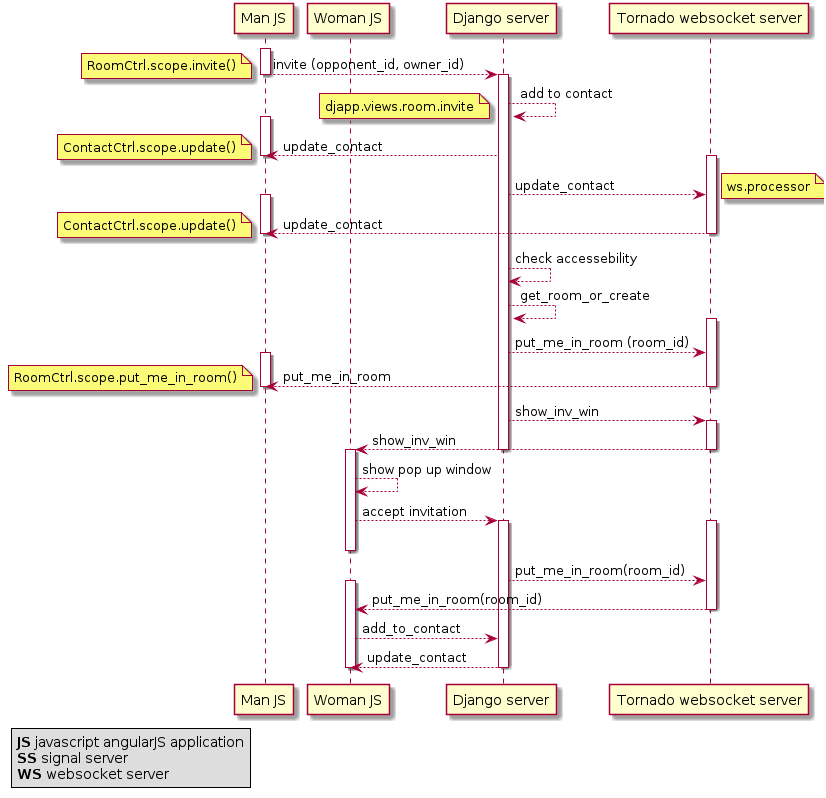 Man JS
Woman JS
Django server
Tornado websocket server
RoomCtrl.scope.invite()
invite (opponent_id, owner_id)
djapp.views.room.invite
add to contact
ContactCtrl.scope.update()
update_contact
update_contact
ws.processor
ContactCtrl.scope.update()
update_contact
check accessebility
get_room_or_create
put_me_in_room (room_id)
RoomCtrl.scope.put_me_in_room()
put_me_in_room
show_inv_win
show_inv_win
show pop up window
accept invitation
put_me_in_room(room_id)
put_me_in_room(room_id)
add_to_contact
update_contact
Man JS
Woman JS
Django server
Tornado websocket server
JS javascript angularJS application
SS signal server
WS websocket server